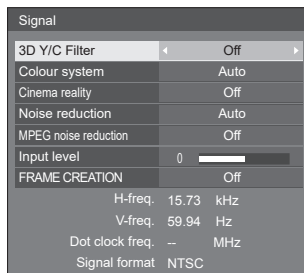 Signal
3D Y/C Filter Off
Colour system Auto
Cinema reality Off
Noise reduction Auto
MPEG noise reduction Off
Input level 0
FRAME CREATION Off
H-freq. 15.73 kHz
V-freq. 59.94 Hz
Dot clock freq. -- MHz
Signal format NTSC